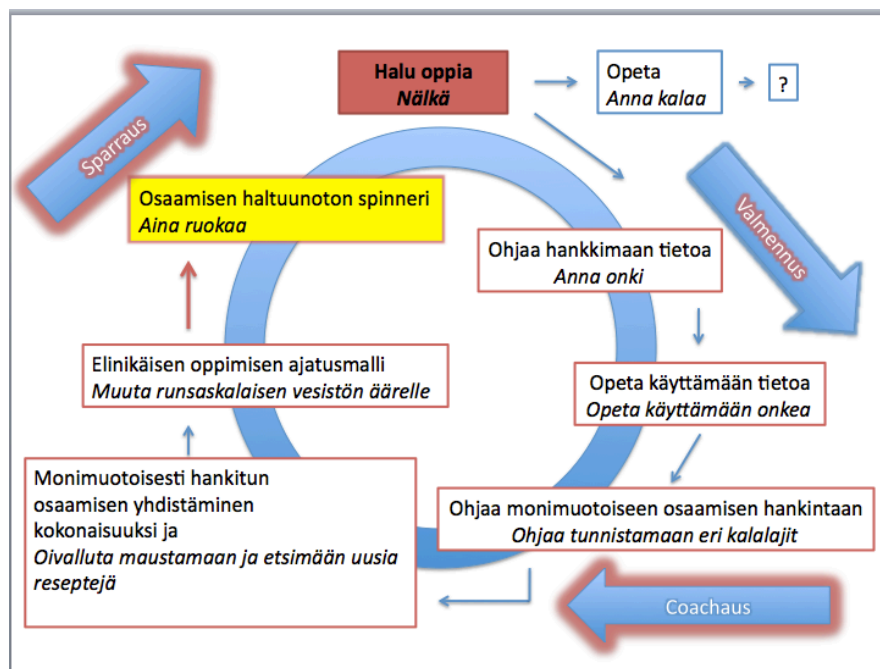 Halu oppia
Nälkä
Opeta
Anna kalaa
?
Sparraus
Valmennus
Osaamisen haltuunoton spinneri
Aina ruokaa
Ohjaa hankkimaan tietoa
Anna onki
Elinikäisen oppimisen ajatusmalli
Muuta runsaskalaisen vesistön äärelle
Opeta käyttämään tietoa
Opeta käyttämään onkea
Monimuotoisesti hankitun
osaamisen yhdistäminen
kokonaisuuksi ja
Oivalluta maustamaan ja etsimään uusia
reseptejä
Ohjaa monimuotoiseen osaamisen hankintaan
Ohjaa tunnistamaan eri kalalajit
Coachaus